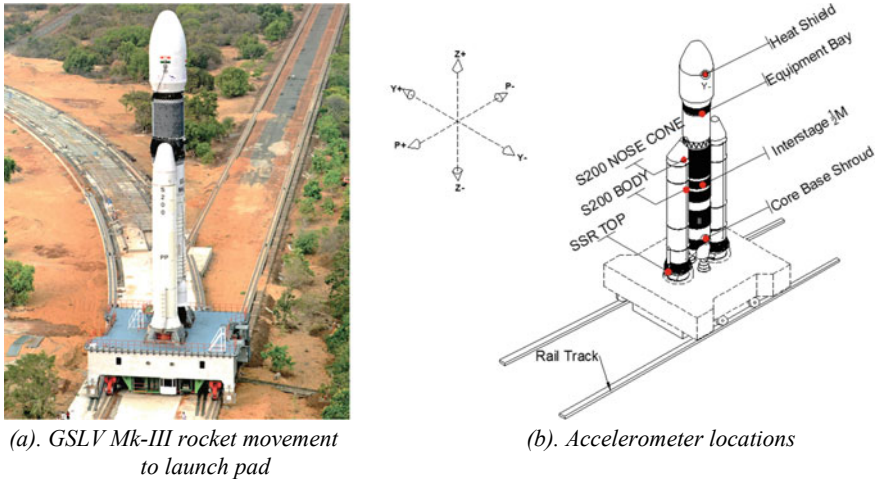 S200
PP
(a). GSLV Mk-III rocket movement
to launch pad
Z+
Y+
P-
P+
Y-
Z-
Heat Shield
Y-
Equipment Bay
S200 NOSE CONE
Interstage ½M
S200 BODY
Core Base Shroud
SSR TOP
Rail Track
(b). Accelerometer locations